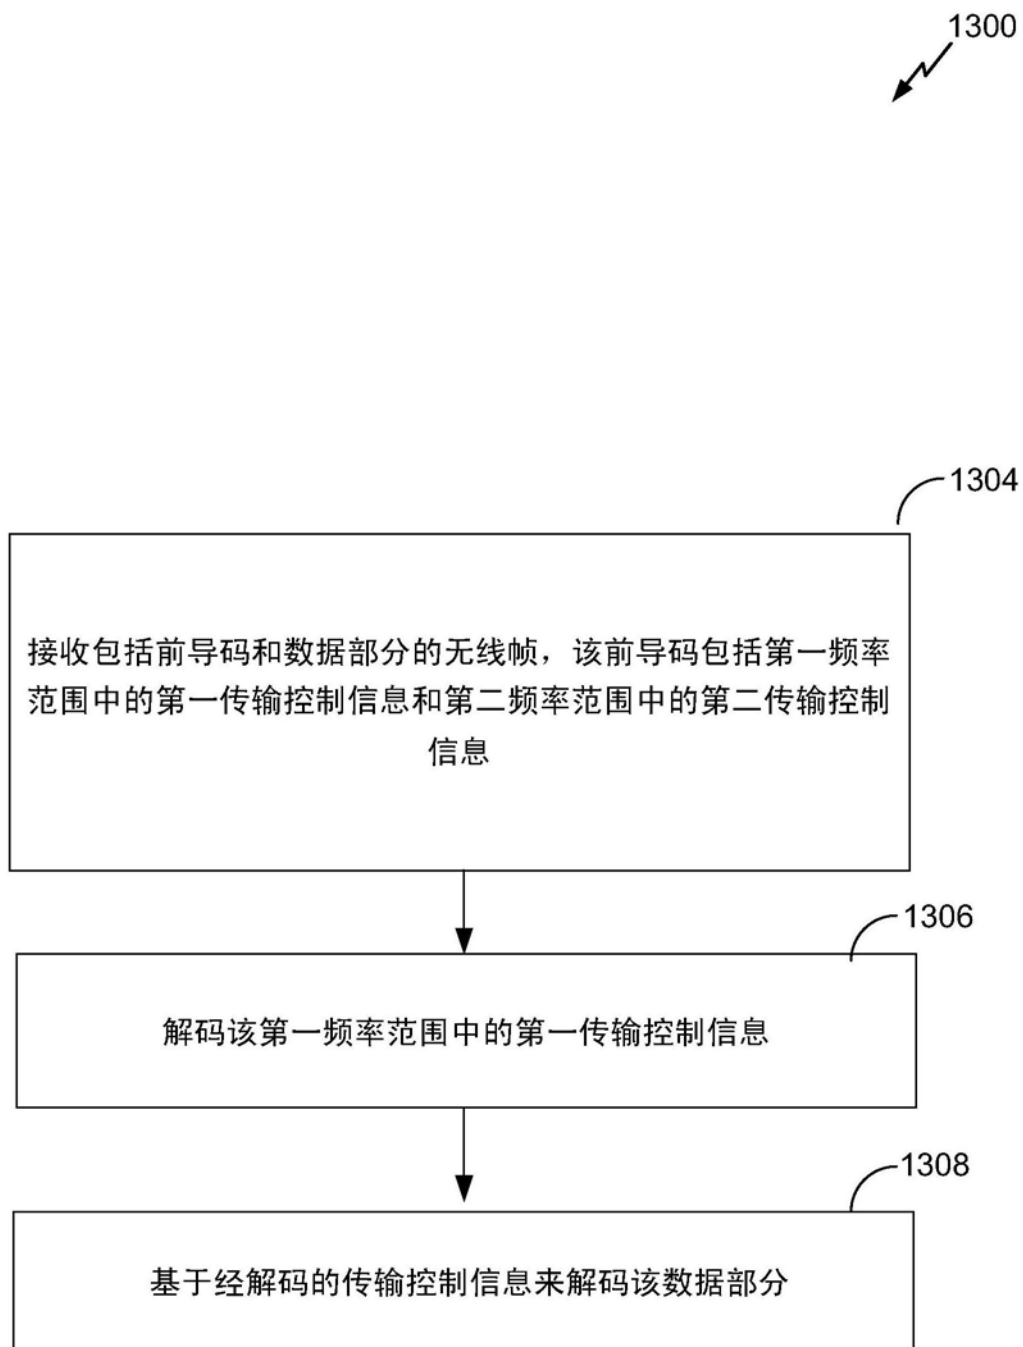 1300
1304
接收包括前导码和数据部分的无线帧，该前导码包括第一频率
范围中的第一传输控制信息和第二频率范围中的第二传输控制
信息
1306
解码该第一频率范围中的第一传输控制信息
1308
基于经解码的传输控制信息来解码该数据部分